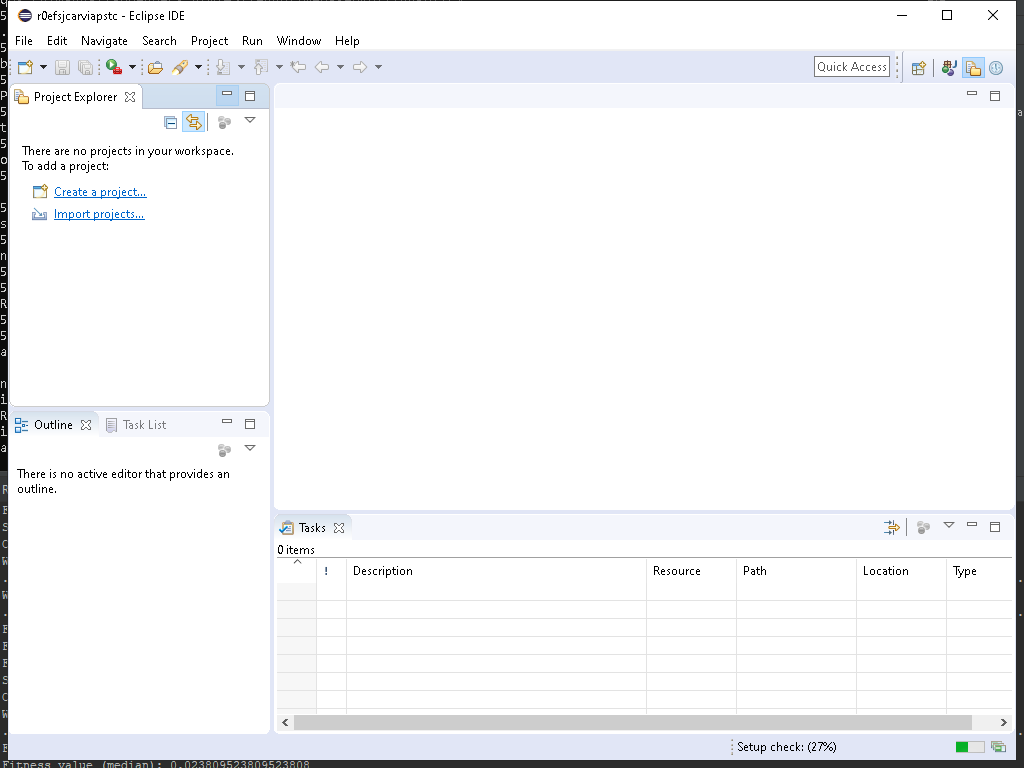 r0efsjcarviapstc - Eclipse IDE
File Edit Navigate Search Project Run Window Help
Quick Access
Project Explorer
There are no projects in your workspace.
To add a project:
Create a project...
Import projects...
Outline Task List
There is no active editor that provides an
outline.
Tasks
0 items
! Description Resource Path Location Type
Setup check: (27%)
Fitness value (median): 0.023809523809523808